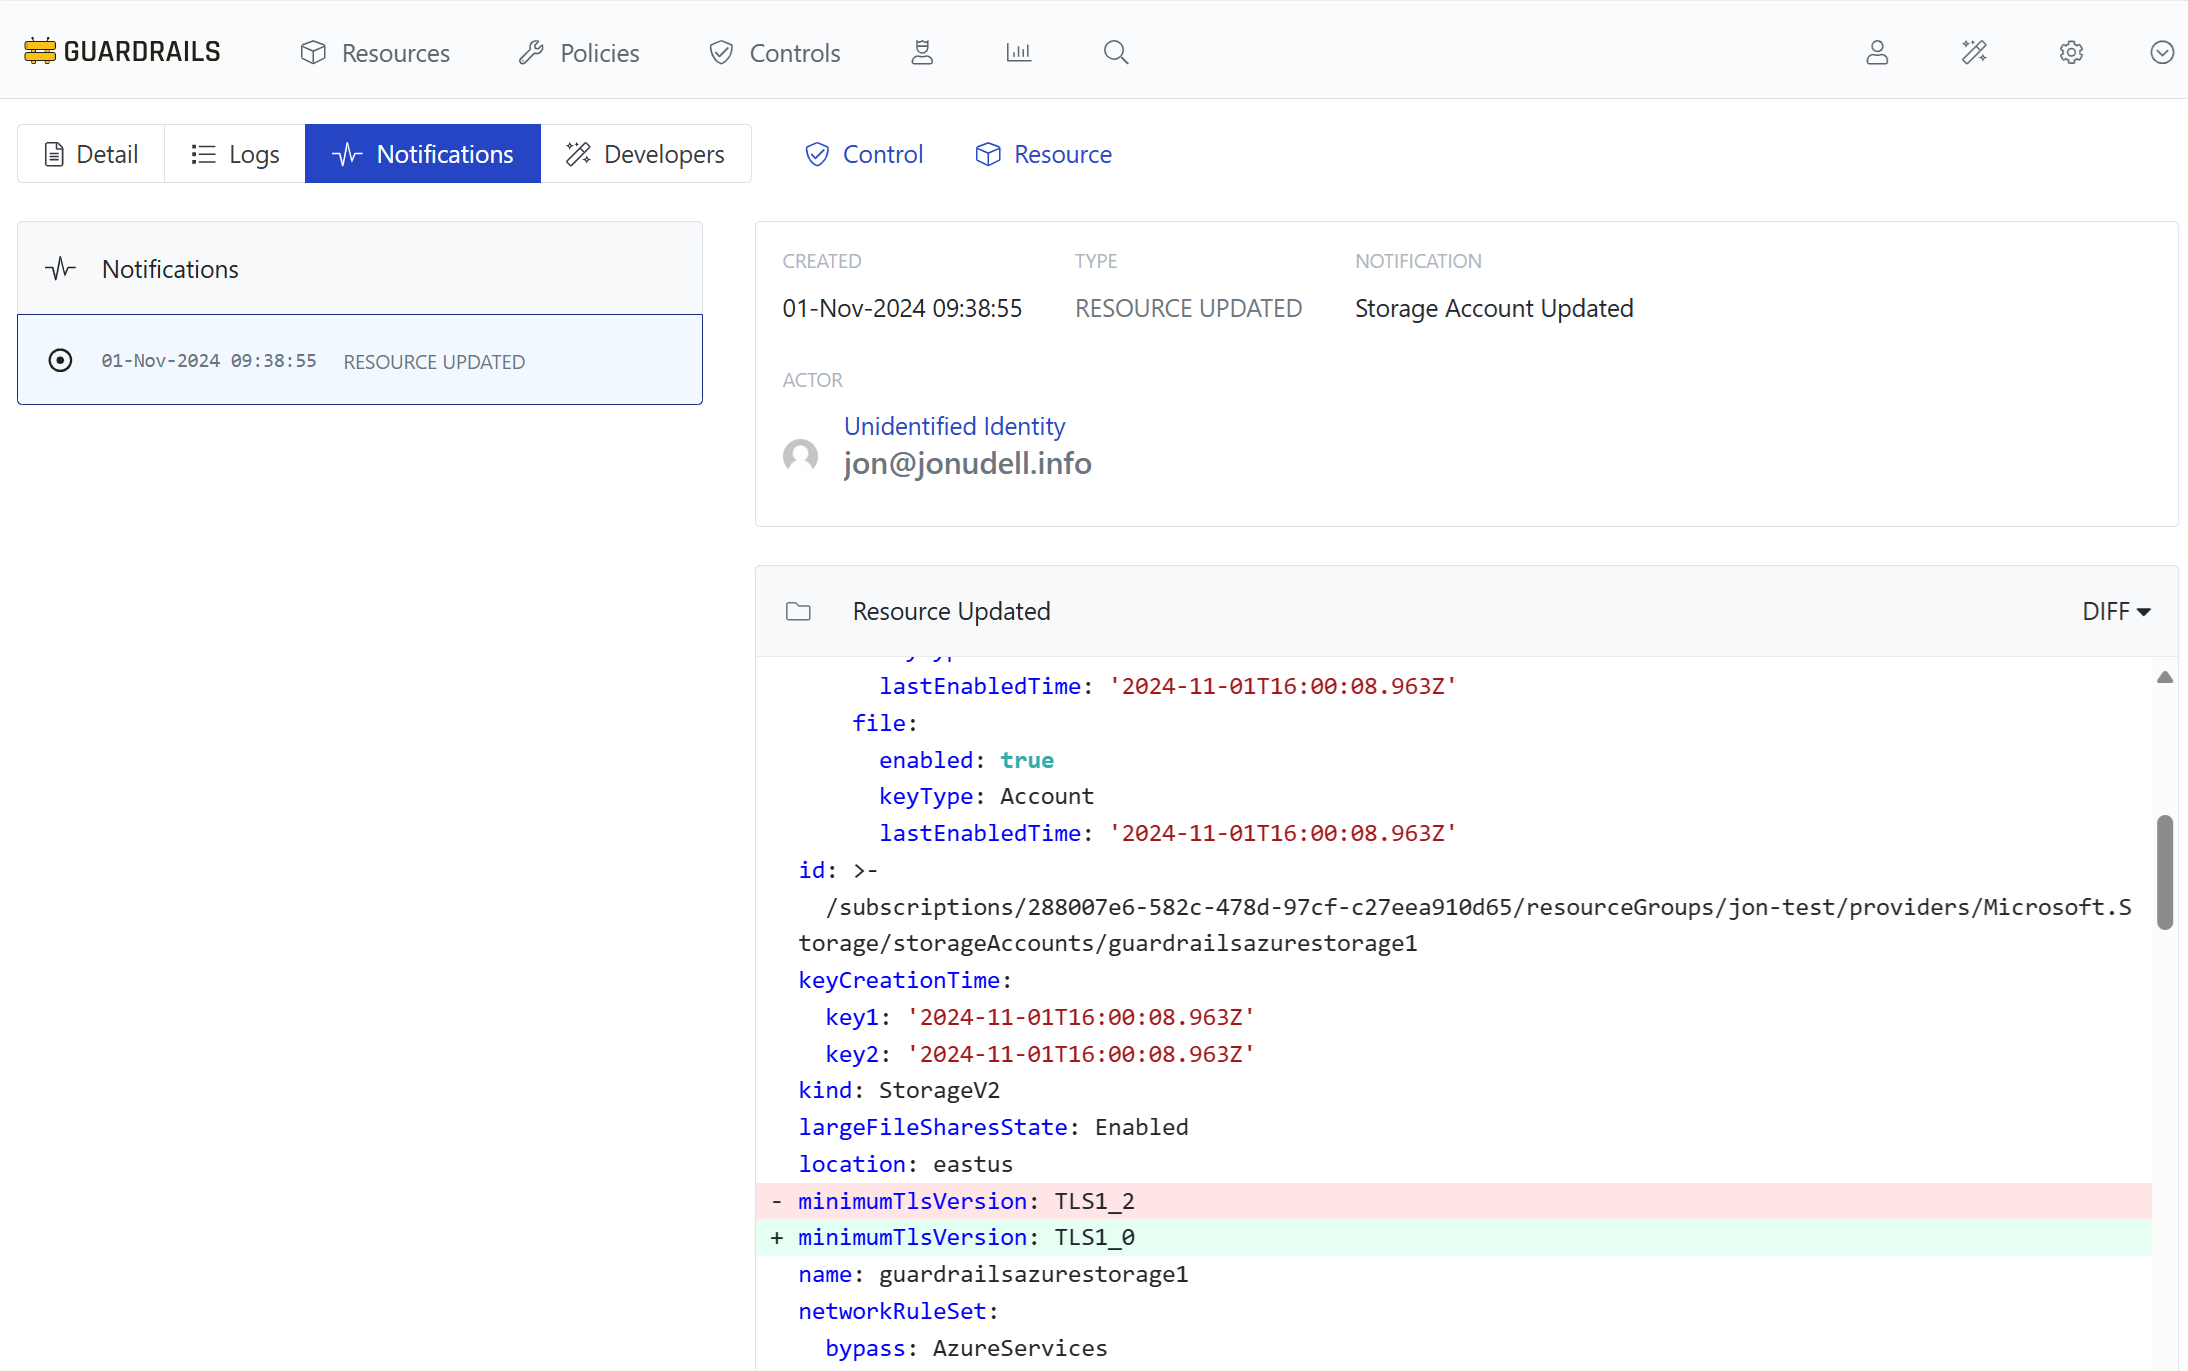 GUARDRAILS
Resources
Policies
Controls
Detail
Logs
Notifications
Developers
Control
Resource
Notifications
01-Nov-2024 09:38:55 RESOURCE UPDATED
CREATED
TYPE
NOTIFICATION
01-Nov-2024 09:38:55
RESOURCE UPDATED
Storage Account Updated
ACTOR
Unidentified Identity
jon@jonudell.info
Resource Updated
DIFF
lastEnabledTime: '2024-11-01T16:00:08.963Z'
file:
enabled: true
keyType: Account
lastEnabledTime: '2024-11-01T16:00:08.963Z'
id: >-
/subscriptions/288007e6-582c-478d-97cf-c27eea910d65/resourceGroups/jon-test/providers/Microsoft.S
torage/storageAccounts/guardrailsazurestorage1
keyCreationTime:
key1: '2024-11-01T16:00:08.963Z'
key2: '2024-11-01T16:00:08.963Z'
kind: StorageV2
largeFileSharesState: Enabled
location: eastus
- minimumTlsVersion: TLS1_2
+ minimumTlsVersion: TLS1_0
name: guardrailsazurestorage1
networkRuleSet:
bypass: AzureServices